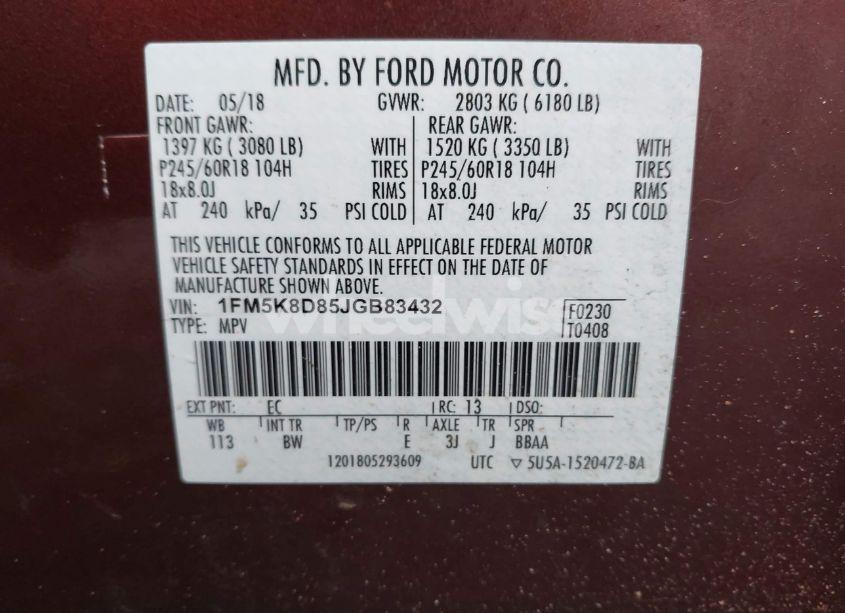 MFD. BY FORD MOTOR CO.
DATE: 05/18 GVWR: 2803 KG ( 6180 LB)
FRONT GAWR: REAR GAWR:
1397 KG ( 3080 LB) WITH 1520 KG ( 3350 LB) WITH
P245/60R18 104H TIRES P245/60R18 104H TIRES
18x8.0J RIMS 18x8.0J RIMS
AT 240 kPa/ 35 PSI COLD AT 240 kPa/ 35 PSI COLD
THIS VEHICLE CONFORMS TO ALL APPLICABLE FEDERAL MOTOR
VEHICLE SAFETY STANDARDS IN EFFECT ON THE DATE OF
MANUFACTURE SHOWN ABOVE.
VIN: 1FM5K8D85JGB83432 F0230
TYPE: MPV T0408
wheelwise
EXT PNT: EC RC: 13 DSO:
WB INT TR TP/PS R AXLE TR SPR
113 BW E 3J J BBAA
1201805293609 UTC ▽ 5U5A-1520472-BA